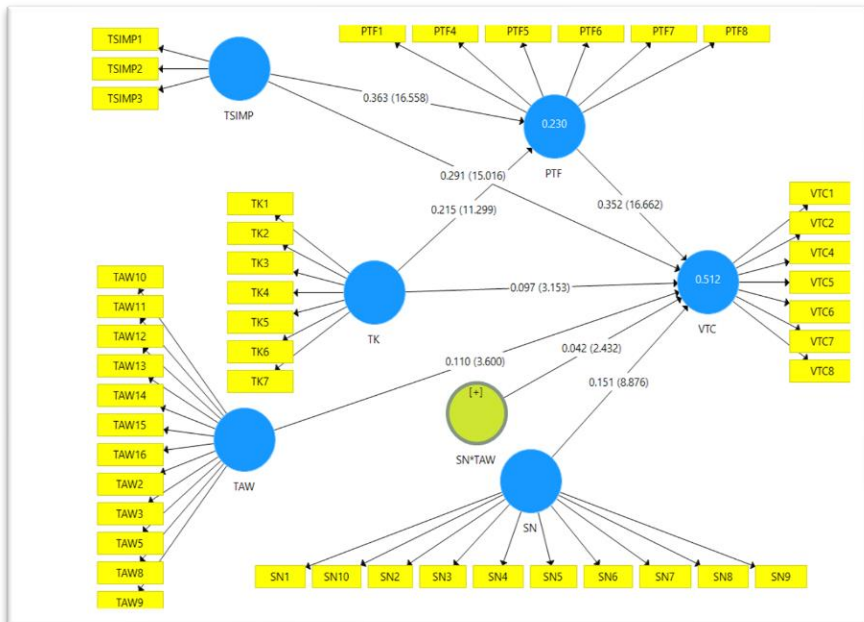 TSIMP1
TSIMP2
TSIMP3
TSIMP
PTF1
PTF4
PTF5
PTF6
PTF7
PTF8
0.363 (16.558)
0.230
PTF
0.291 (15.016)
0.215 (11.299)
0.352 (16.662)
TK1
TK2
TK3
TK4
TK5
TK6
TK7
TK
VTC1
VTC2
VTC4
VTC5
VTC6
VTC7
VTC8
0.512
VTC
0.097 (3.153)
0.110 (3.600)
0.042 (2.432)
0.151 (8.876)
TAW10
TAW11
TAW12
TAW13
TAW14
TAW15
TAW16
TAW2
TAW3
TAW5
TAW8
TAW9
TAW
[+]
SN*TAW
SN
SN1
SN10
SN2
SN3
SN4
SN5
SN6
SN7
SN8
SN9